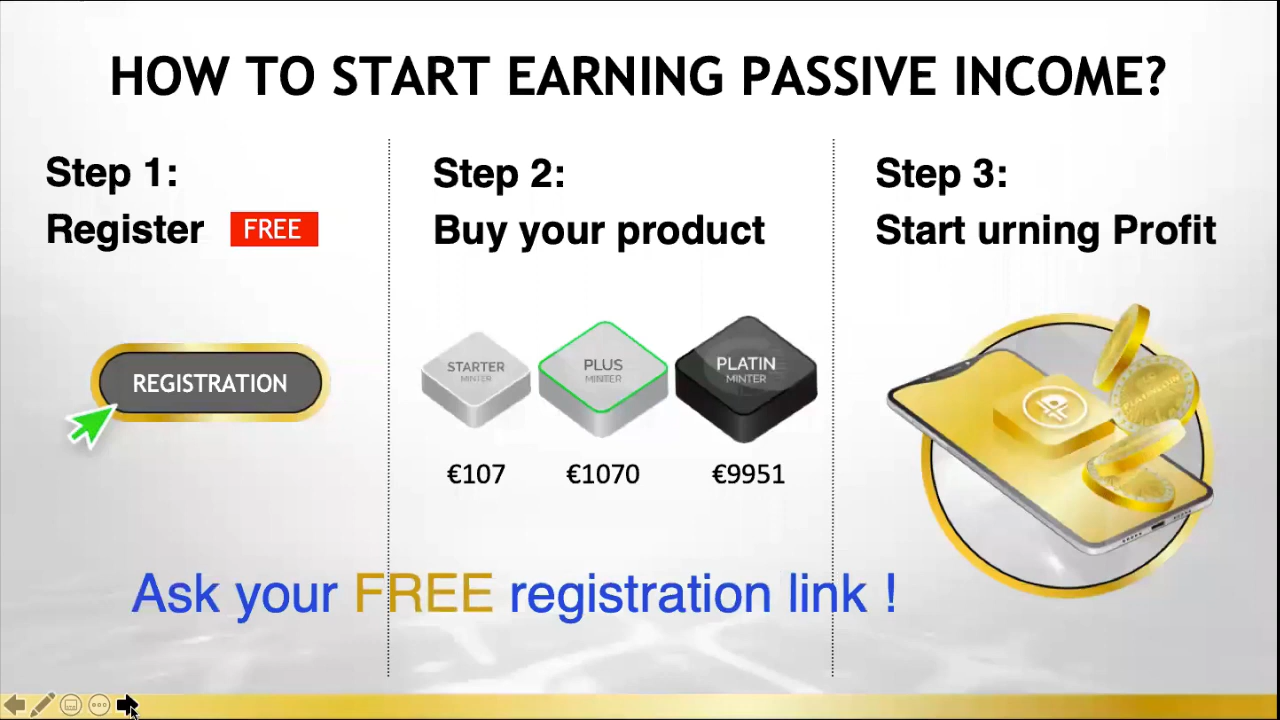 HOW TO START EARNING PASSIVE INCOME?
Step 1:
Register FREE
REGISTRATION
Step 2:
Buy your product
STARTER
MINTER
PLUS
MINTER
PLATIN
MINTER
€107
€1070
€9951
Step 3:
Start urning Profit
PLATINCOIN
Ask your FREE registration link !